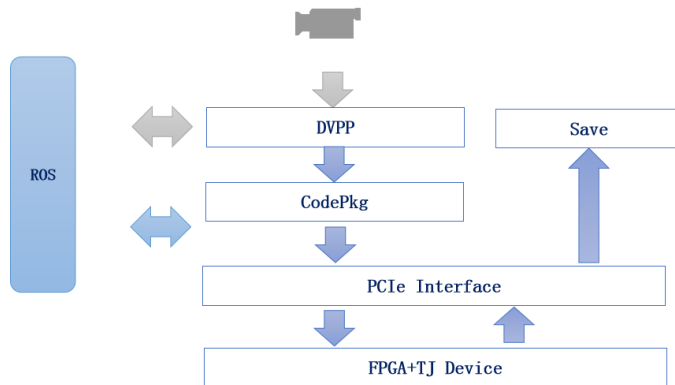 DVPP
Save
ROS
CodePkg
PCIe Interface
FPGA+TJ Device